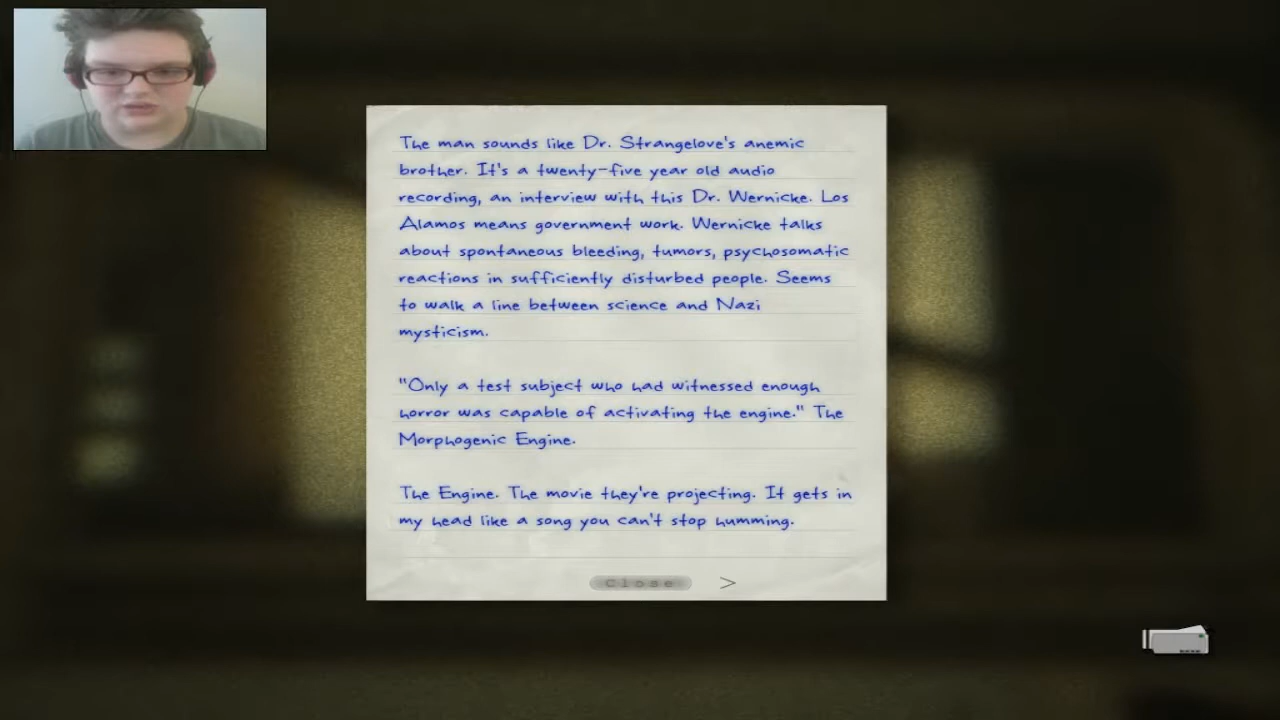 The man sounds like Dr. Strangelove's anemic
brother. It's a twenty-five year old audio
recording, an interview with this Dr. Wernicke. Los
Alamos means government work. Wernicke talks
about spontaneous bleeding, tumors, psychosomatic
reactions in sufficiently disturbed people. Seems
to walk a line between science and Nazi
mysticism.
"Only a test subject who had witnessed enough
horror was capable of activating the engine." The
Morphogenic Engine.
The Engine. The movie they're projecting. It gets in
my head like a song you can't stop humming.
Close >